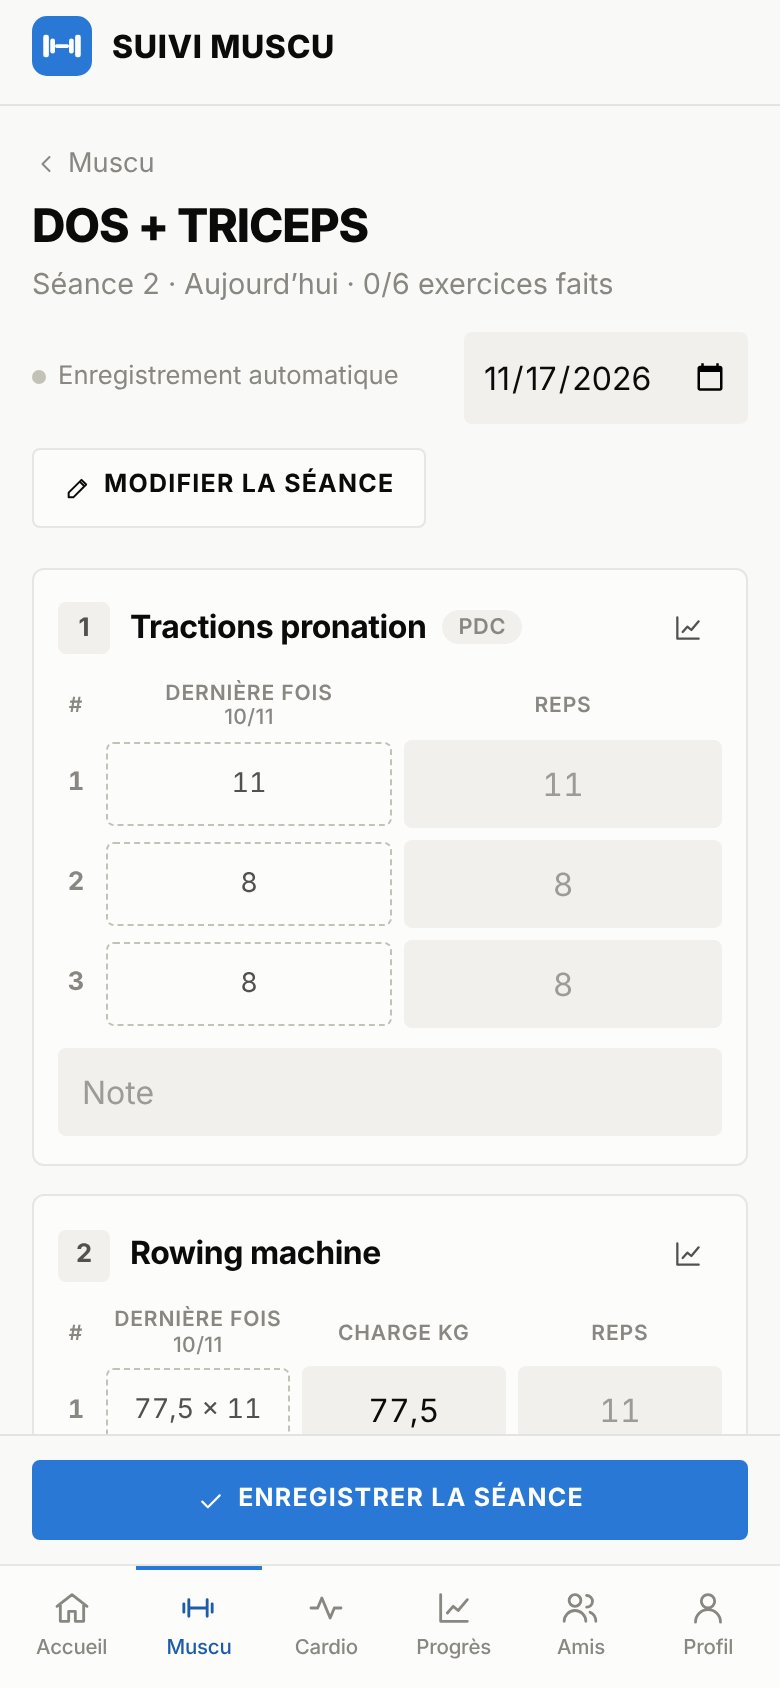 SUIVI MUSCU
Muscu
DOS + TRICEPS
Séance 2 · Aujourd’hui · 0/6 exercices faits
Enregistrement automatique
11/17/2026
MODIFIER LA SÉANCE
1 Tractions pronation PDC
# DERNIÈRE FOIS 10/11 REPS
1 11 11
2 8 8
3 8 8
Note
2 Rowing machine
# DERNIÈRE FOIS 10/11 CHARGE KG REPS
1 77,5 × 11 77,5 11
ENREGISTRER LA SÉANCE
Accueil Muscu Cardio Progrès Amis Profil